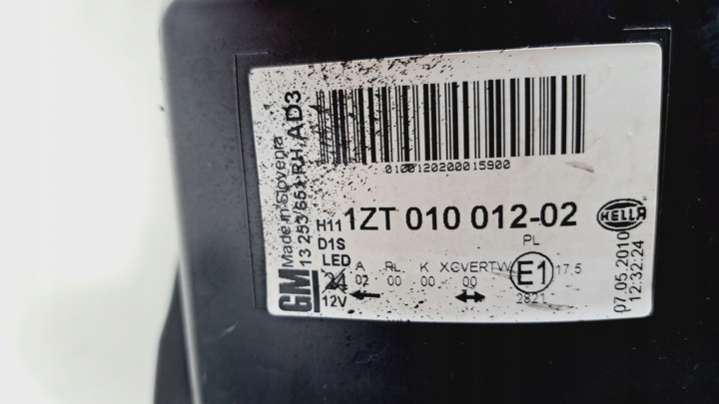 0100120200015900
GM
Made in Slovenia
13 253 651 RH AD3
H11 1ZT 010 012-02
HELLA
D1S
PL
LED A RL K XCVERTW E1 17.5
24 02 00 00 00
12V
2821
07.05.2010
12:32:24